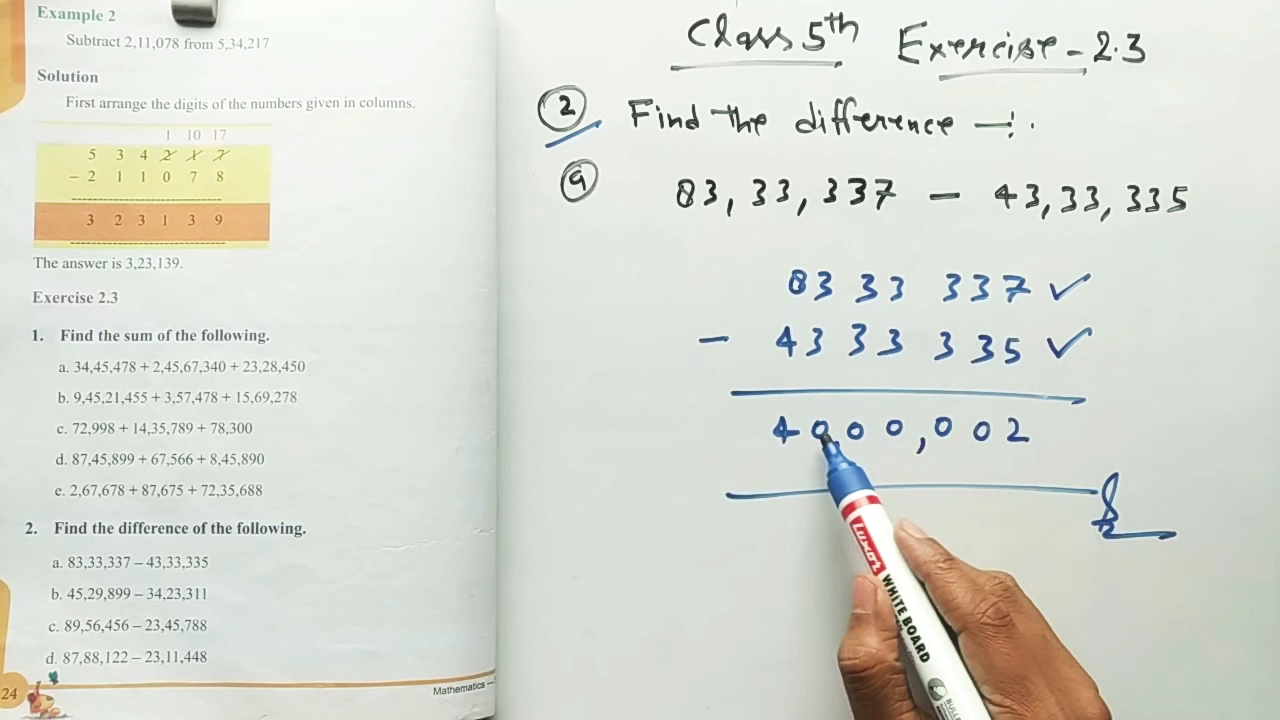 Example 2
Subtract 2,11,078 from 5,34,217
Solution
First arrange the digits of the numbers given in columns.
1 10 17
5 3 4 2 1 7
- 2 1 1 0 7 8
3 2 3 1 3 9
The answer is 3,23,139.
Exercise 2.3
1. Find the sum of the following.
a. 34,45,478 + 2,45,67,340 + 23,28,450
b. 9,45,21,455 + 3,57,478 + 15,69,278
c. 72,998 + 14,35,789 + 78,300
d. 87,45,899 + 67,566 + 8,45,890
e. 2,67,678 + 87,675 + 72,35,688
2. Find the difference of the following.
a. 83,33,337 – 43,33,335
b. 45,29,899 – 34,23,311
c. 89,56,456 – 23,45,788
d. 87,88,122 – 23,11,448
24
Mathematics –
Class 5th Exercise - 2.3
2 Find the difference —:.
a 83,33,337 - 43,33,335
83 33 337 ✓
- 43 33 335 ✓
40,00,002
Luxor WHITE BOARD